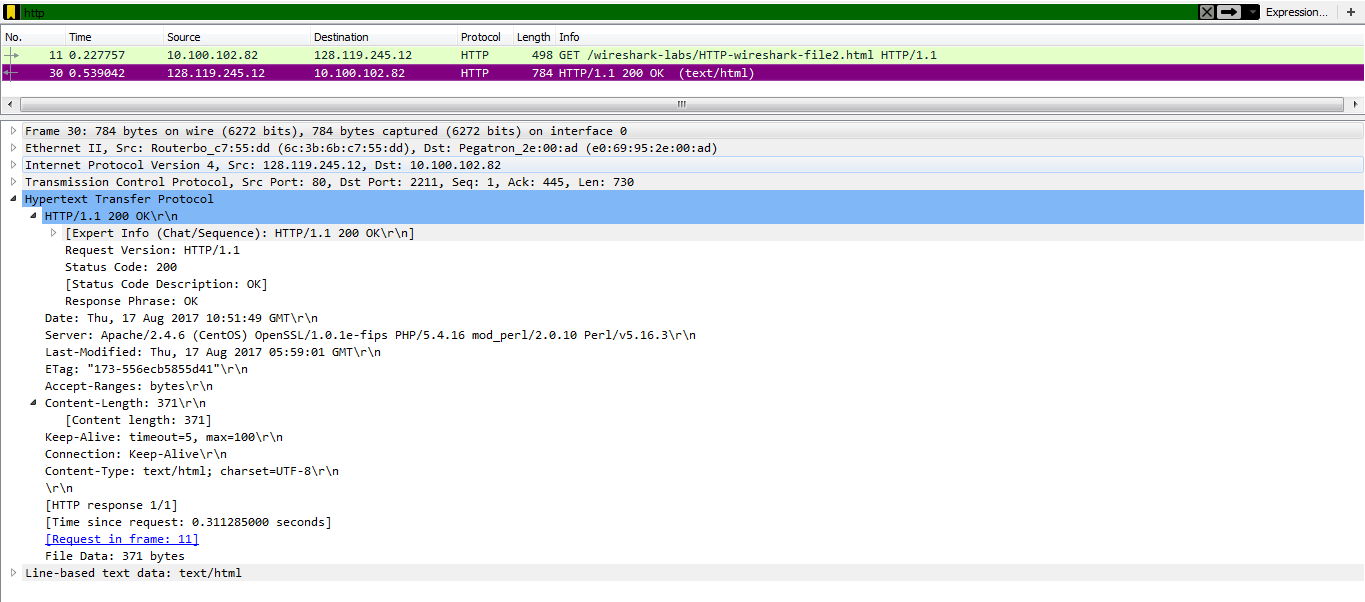 http Expression... +
No. Time Source Destination Protocol Length Info
11 0.227757 10.100.102.82 128.119.245.12 HTTP 498 GET /wireshark-labs/HTTP-wireshark-file2.html HTTP/1.1
30 0.539042 128.119.245.12 10.100.102.82 HTTP 784 HTTP/1.1 200 OK (text/html)
Frame 30: 784 bytes on wire (6272 bits), 784 bytes captured (6272 bits) on interface 0
Ethernet II, Src: Routerbo_c7:55:dd (6c:3b:6b:c7:55:dd), Dst: Pegatron_2e:00:ad (e0:69:95:2e:00:ad)
Internet Protocol Version 4, Src: 128.119.245.12, Dst: 10.100.102.82
Transmission Control Protocol, Src Port: 80, Dst Port: 2211, Seq: 1, Ack: 445, Len: 730
Hypertext Transfer Protocol
HTTP/1.1 200 OK\r\n
[Expert Info (Chat/Sequence): HTTP/1.1 200 OK\r\n]
Request Version: HTTP/1.1
Status Code: 200
[Status Code Description: OK]
Response Phrase: OK
Date: Thu, 17 Aug 2017 10:51:49 GMT\r\n
Server: Apache/2.4.6 (CentOS) OpenSSL/1.0.1e-fips PHP/5.4.16 mod_perl/2.0.10 Perl/v5.16.3\r\n
Last-Modified: Thu, 17 Aug 2017 05:59:01 GMT\r\n
ETag: "173-556ecb5855d41"\r\n
Accept-Ranges: bytes\r\n
Content-Length: 371\r\n
[Content length: 371]
Keep-Alive: timeout=5, max=100\r\n
Connection: Keep-Alive\r\n
Content-Type: text/html; charset=UTF-8\r\n
\r\n
[HTTP response 1/1]
[Time since request: 0.311285000 seconds]
[Request in frame: 11]
File Data: 371 bytes
Line-based text data: text/html